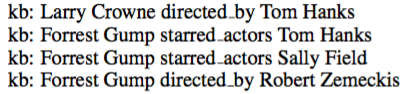 kb: Larry Crowne directed_by Tom Hanks
kb: Forrest Gump starred_actors Tom Hanks
kb: Forrest Gump starred_actors Sally Field
kb: Forrest Gump directed_by Robert Zemeckis